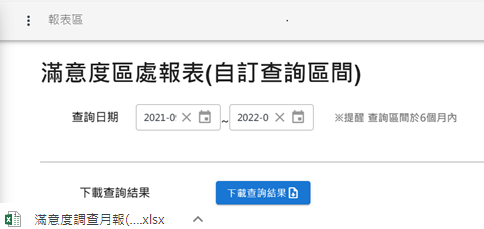 報表區
滿意度區處報表(自訂查詢區間)
查詢日期 2021-09 ~ 2022-0 ※提醒 查詢區間於6個月內
下載查詢結果 下載查詢結果
滿意度調查月報(....xlsx